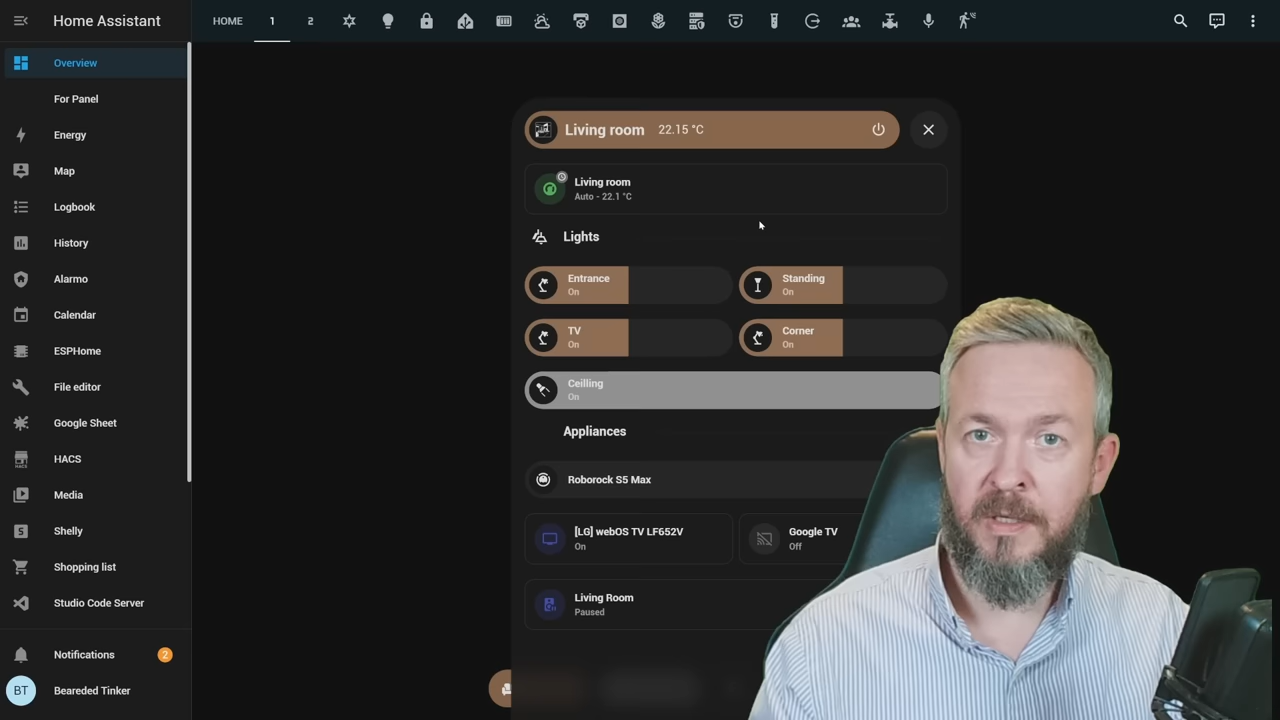 Home Assistant
HOME
1
2
Overview
For Panel
Energy
Map
Logbook
History
Alarmo
Calendar
ESPHome
File editor
Google Sheet
HACS
HACS
Media
Shelly
S
Shopping list
Studio Code Server
Notifications
2
BT
Beareded Tinker
Living room 22.15 °C
Living room
Auto - 22.1 °C
Lights
Entrance
On
Standing
On
TV
On
Corner
On
Ceilling
On
Appliances
Roborock S5 Max
[LG] webOS TV LF652V
On
Google TV
Off
Living Room
Paused